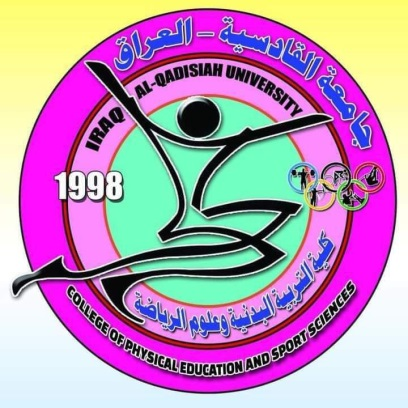 جامعة القادسية - العراق
IRAQ AL-QADISIAH UNIVERSITY
1998
كلية التربية البدنية وعلوم الرياضة
COLLEGE OF PHYSICAL EDUCATION AND SPORT SCIENCES